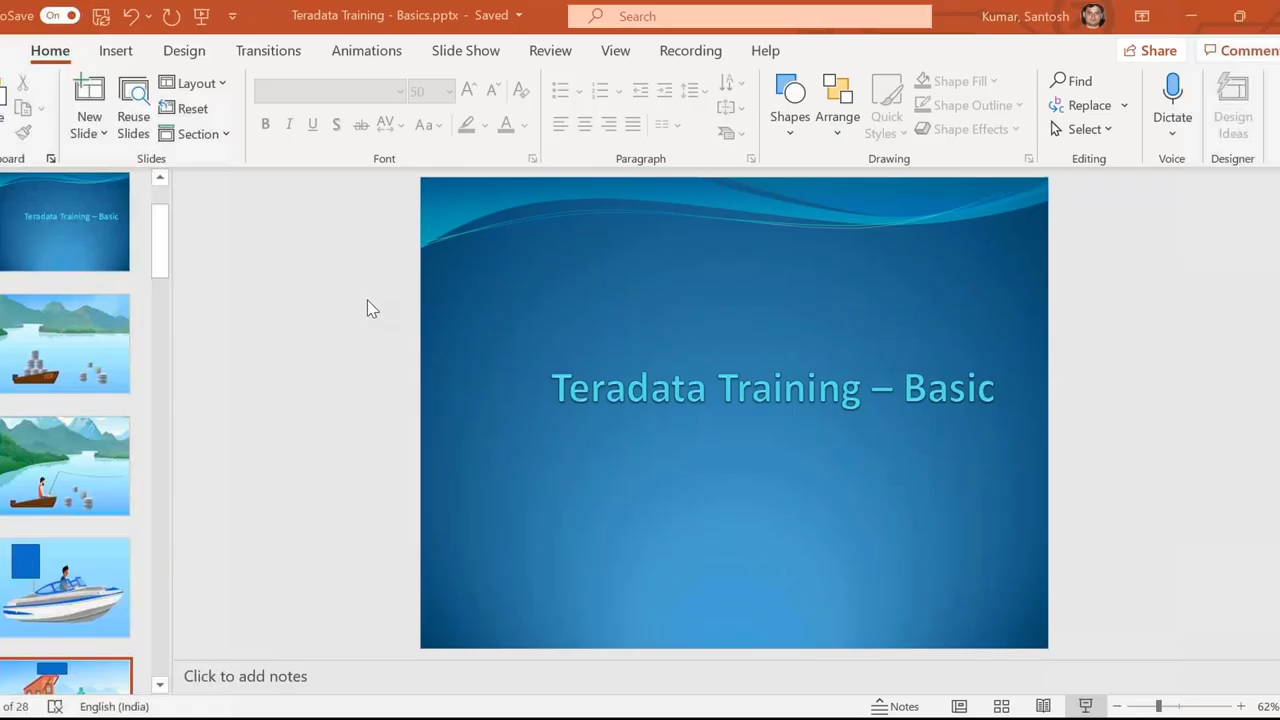 oSave On Teradata Training - Basics.pptx - Saved Search Kumar, Santosh
Home Insert Design Transitions Animations Slide Show Review View Recording Help Share Commen
New Slide Reuse Slides Layout Reset Section
50 Aa
Shapes Arrange Quick Styles Shape Fill Shape Outline Shape Effects
Find Replace Select Dictate Design Ideas
oard Slides Font Paragraph Drawing Editing Voice Designer
Teradata Training – Basic
Teradata Training – Basic
Click to add notes
of 28 English (India) Notes 62%